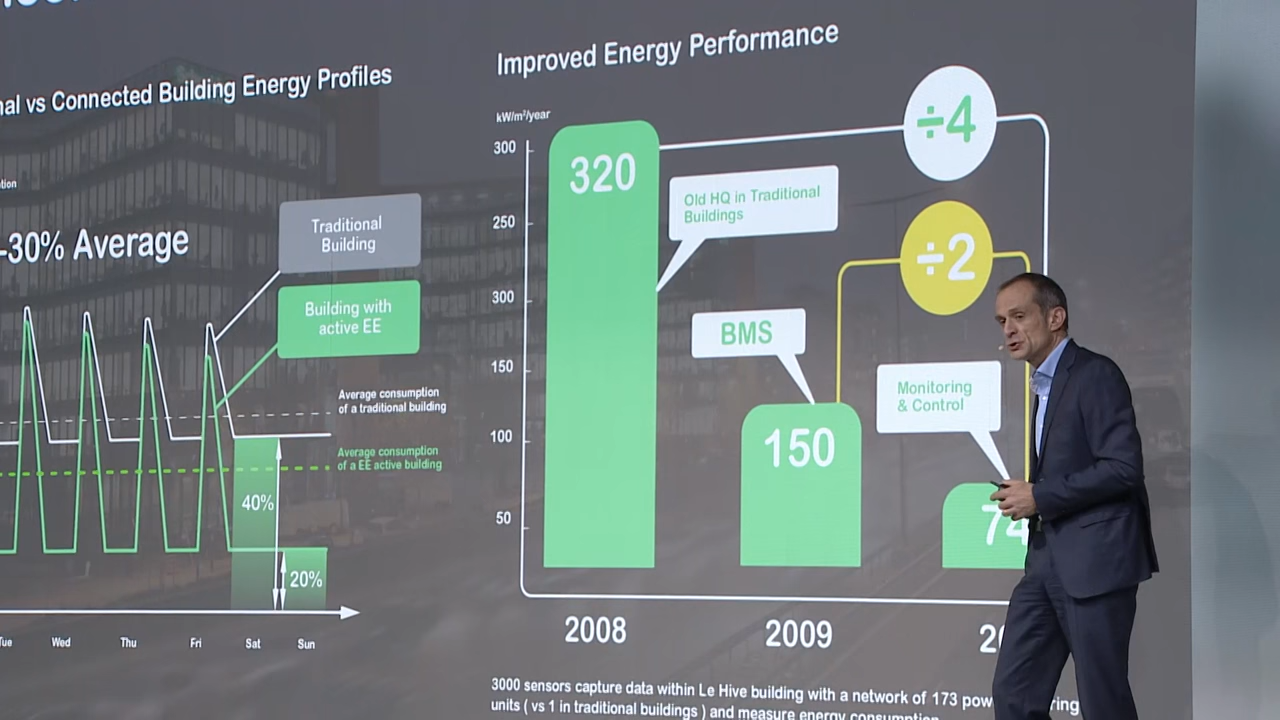 vs Connected Building Energy Profiles
-30% Average
Traditional
Building
Building with
active EE
Average consumption
of a traditional building
Average consumption
of a EE active building
40%
20%
Wed Thu Fri Sat Sun
Improved Energy Performance
kW/m²/year
300
250
300
150
100
50
320
Old HQ in Traditional
Buildings
÷4
÷2
BMS
150
Monitoring
& Control
74
2008 2009
3000 sensors capture data within Le Hive building with a network of 173
units ( vs 1 in traditional buildings ) and measure energy consumption